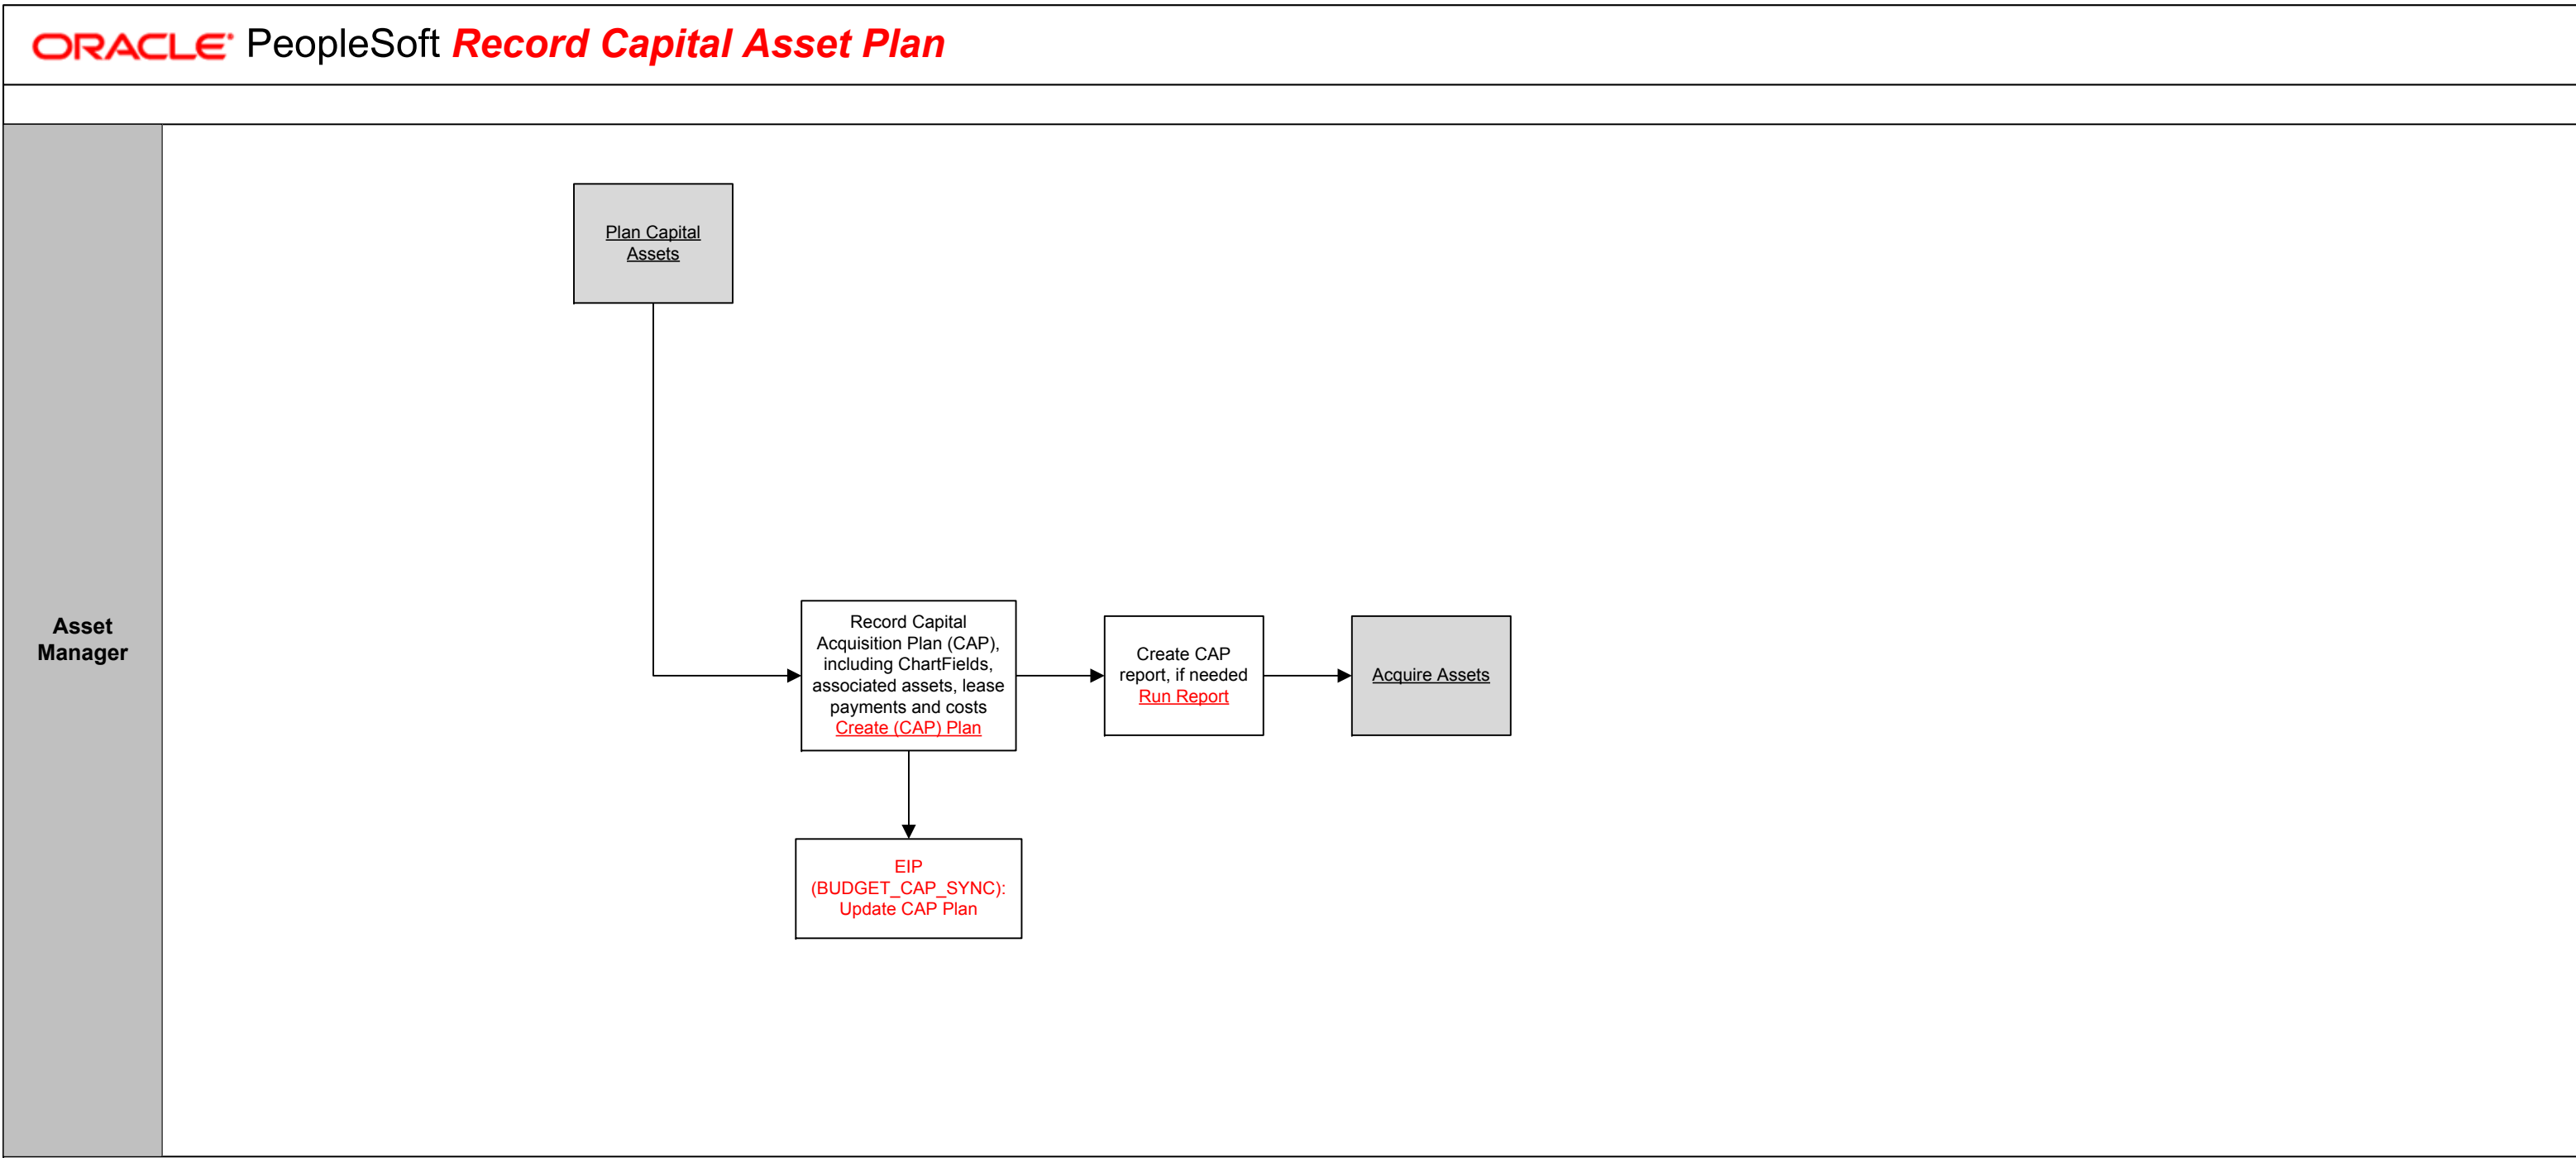 ORACLE PeopleSoft Record Capital Asset Plan
Plan Capital
Assets
Asset
Manager
Record Capital
Acquisition Plan (CAP),
including ChartFields,
associated assets, lease
payments and costs
Create (CAP) Plan
Create CAP
report, if needed
Run Report
Acquire Assets
EIP
(BUDGET_CAP_SYNC):
Update CAP Plan